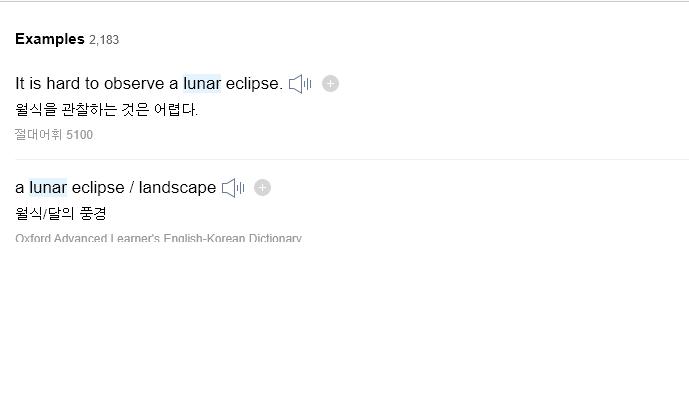 Examples 2,183
It is hard to observe a lunar eclipse.
월식을 관찰하는 것은 어렵다.
절대어휘 5100
a lunar eclipse / landscape
월식/달의 풍경
Oxford Advanced Learner's English-Korean Dictionary